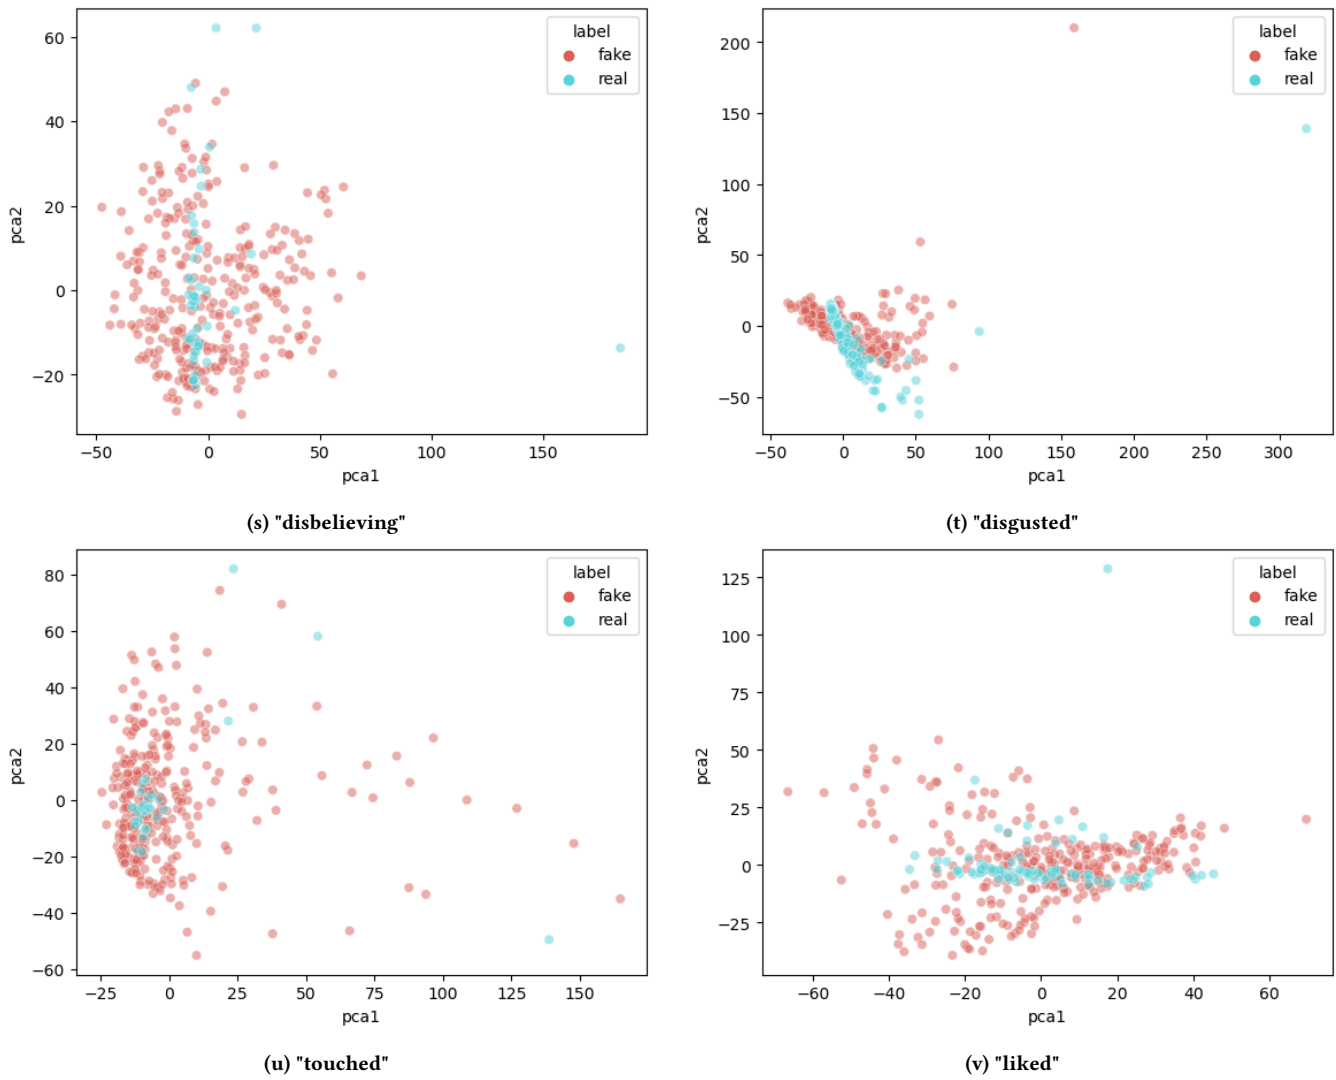 60
40
20
0
−20
pca2
−50
0
50
100
150
pca1
label
fake
real
(s) "disbelieving"
200
150
100
50
0
−50
pca2
−50
0
50
100
150
200
250
300
pca1
label
fake
real
(t) "disgusted"
80
60
40
20
0
−20
−40
−60
pca2
−25
0
25
50
75
100
125
150
pca1
label
fake
real
(u) "touched"
125
100
75
50
25
0
−25
pca2
−60
−40
−20
0
20
40
60
pca1
label
fake
real
(v) "liked"